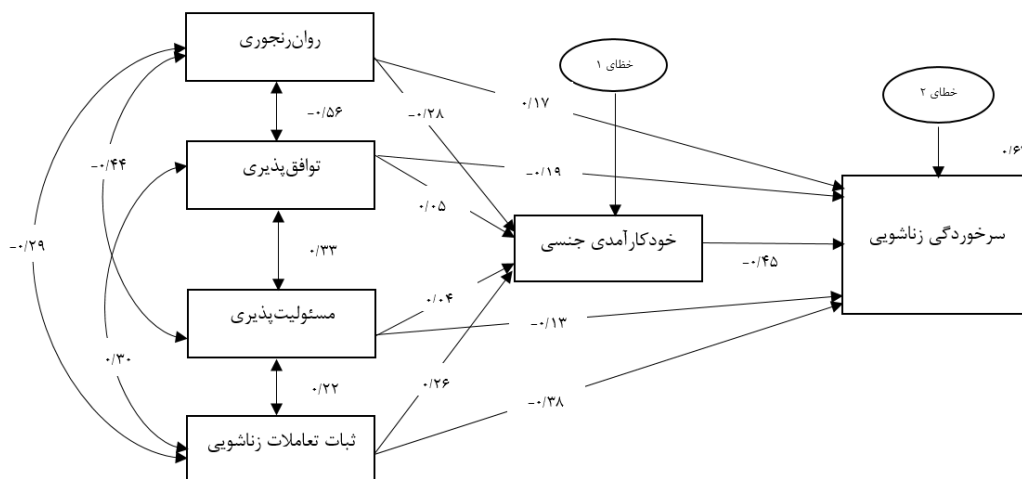 روان‌رنجوری
خطای ۱
خطای ۲
۰/۱۷
-۰/۵۶
-۰/۲۸
-۰/۴۴
توافق‌پذیری
-۰/۱۹
۰/۰۵
خودکارآمدی جنسی
سرخوردگی زناشویی
-۰/۲۹
۰/۳۳
-۰/۴۵
مسئولیت‌پذیری
۰/۰۴
-۰/۱۳
۰/۳۰
۰/۲۲
۰/۲۶
-۰/۳۸
ثبات تعاملات زناشویی